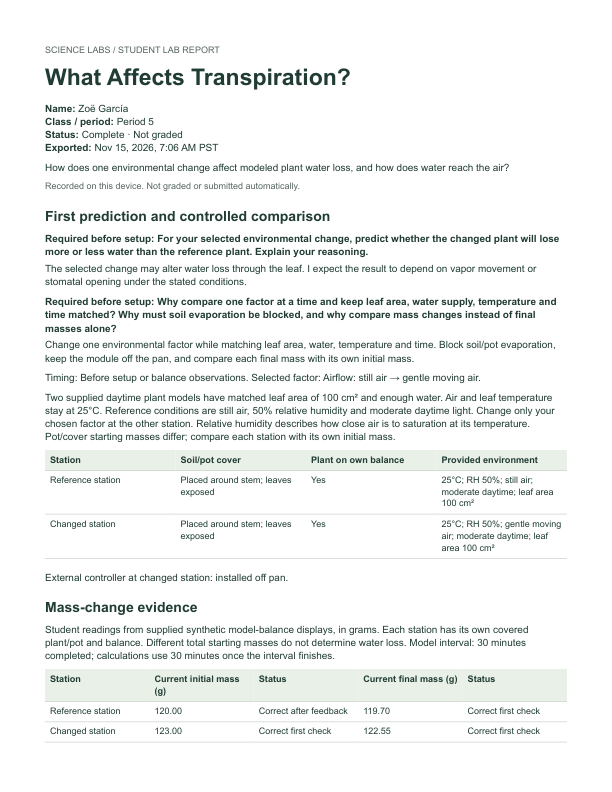 SCIENCE LABS / STUDENT LAB REPORT
What Affects Transpiration?
Name: Zoë García
Class / period: Period 5
Status: Complete · Not graded
Exported: Nov 15, 2026, 7:06 AM PST
How does one environmental change affect modeled plant water loss, and how does water reach the air?
Recorded on this device. Not graded or submitted automatically.
First prediction and controlled comparison
Required before setup: For your selected environmental change, predict whether the changed plant will lose
more or less water than the reference plant. Explain your reasoning.
The selected change may alter water loss through the leaf. I expect the result to depend on vapor movement or
stomatal opening under the stated conditions.
Required before setup: Why compare one factor at a time and keep leaf area, water supply, temperature and
time matched? Why must soil evaporation be blocked, and why compare mass changes instead of final
masses alone?
Change one environmental factor while matching leaf area, water, temperature and time. Block soil/pot evaporation,
keep the module off the pan, and compare each final mass with its own initial mass.
Timing: Before setup or balance observations. Selected factor: Airflow: still air → gentle moving air.
Two supplied daytime plant models have matched leaf area of 100 cm² and enough water. Air and leaf temperature
stay at 25°C. Reference conditions are still air, 50% relative humidity and moderate daytime light. Change only your
chosen factor at the other station. Relative humidity describes how close air is to saturation at its temperature.
Pot/cover starting masses differ; compare each station with its own initial mass.
Station Soil/pot cover Plant on own balance Provided environment
Reference station Placed around stem; leaves Yes 25°C; RH 50%; still air;
exposed moderate daytime; leaf area
100 cm²
Changed station Placed around stem; leaves Yes 25°C; RH 50%; gentle moving
exposed air; moderate daytime; leaf
area 100 cm²
External controller at changed station: installed off pan.
Mass-change evidence
Student readings from supplied synthetic model-balance displays, in grams. Each station has its own covered
plant/pot and balance. Different total starting masses do not determine water loss. Model interval: 30 minutes
completed; calculations use 30 minutes once the interval finishes.
Station Current initial mass Status Current final mass (g) Status
(g)
Reference station 120.00 Correct after feedback 119.70 Correct first check
Changed station 123.00 Correct first check 122.55 Correct first check